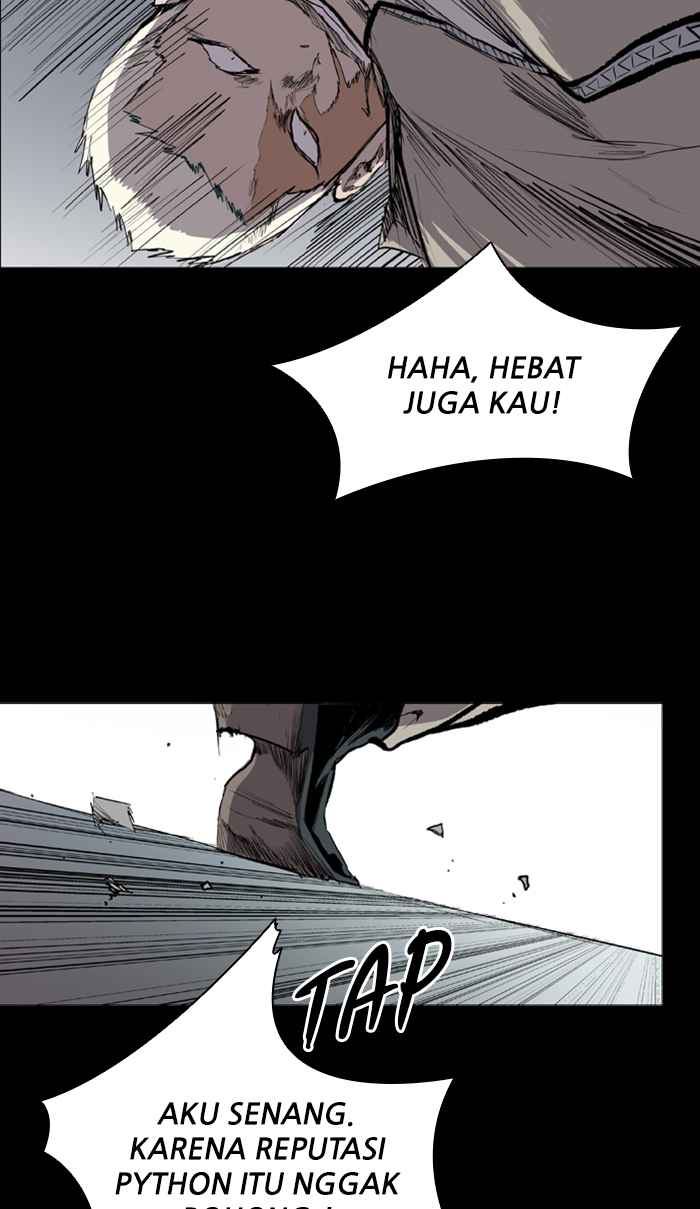 HAHA, HEBAT
JUGA KAU!
TAP
AKU SENANG.
KARENA REPUTASI
PYTHON ITU NGGAK